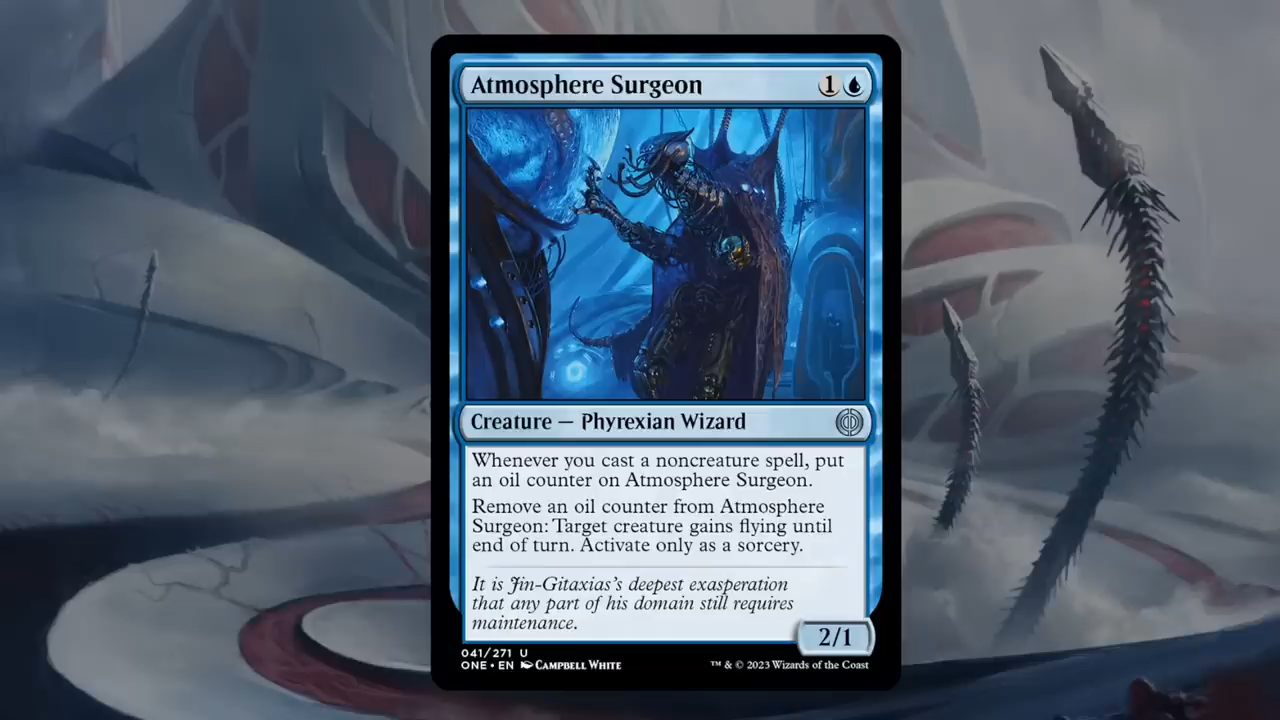 Atmosphere Surgeon 1
Creature — Phyrexian Wizard
Whenever you cast a noncreature spell, put
an oil counter on Atmosphere Surgeon.
Remove an oil counter from Atmosphere
Surgeon: Target creature gains flying until
end of turn. Activate only as a sorcery.
It is Jin-Gitaxias's deepest exasperation
that any part of his domain still requires
maintenance.
2/1
041/271 U
ONE • EN CAMPBELL WHITE
™ & © 2023 Wizards of the Coast